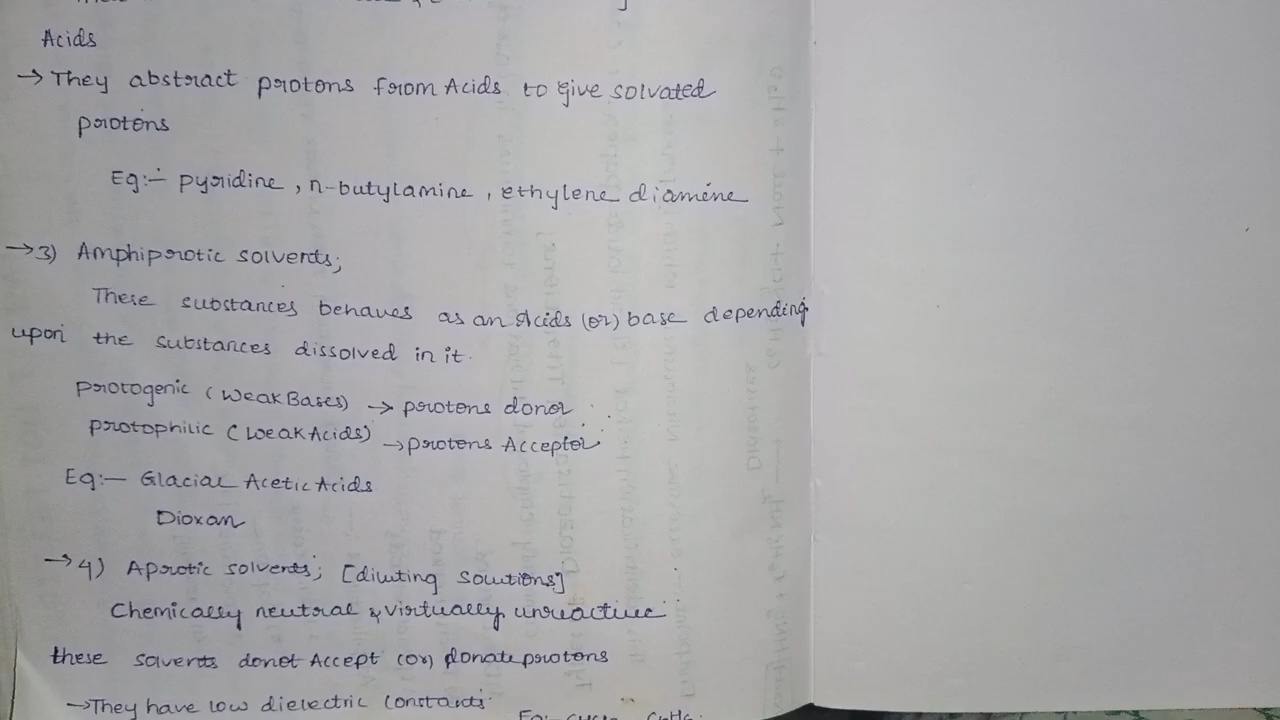 Acids
→ They abstract protons from Acids to give solvated
protons
Eg:- pyridine, n-butylamine, ethylene diamine
→3) Amphiprotic solvents;
These substances behaves as an Acids (or) base depending
upon the substances dissolved in it.
protogenic (weak Bases) → protons donor
protophilic (weak Acids) → protons Acceptor
Eg:- Glacial Acetic Acids
Dioxan
→4) Aprotic solvents; [diluting solutions]
Chemically neutral & virtually unreactive
these solvents donot Accept (or) donate protons
→They have low dielectric constants.